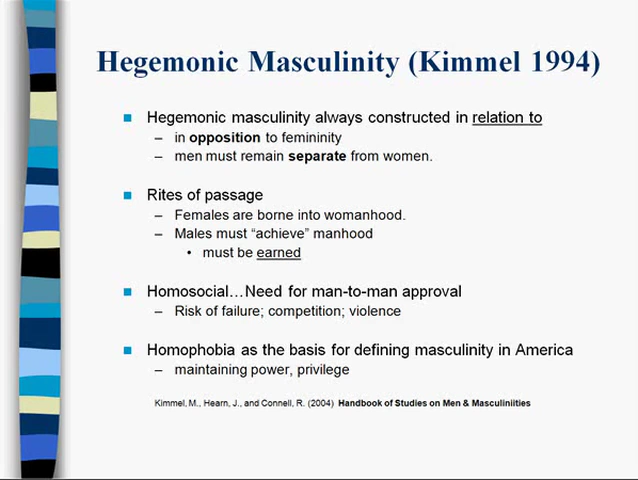 Hegemonic Masculinity (Kimmel 1994)
Hegemonic masculinity always constructed in relation to
– in opposition to femininity
– men must remain separate from women.
Rites of passage
– Females are borne into womanhood.
– Males must “achieve” manhood
• must be earned
Homosocial…Need for man-to-man approval
– Risk of failure; competition; violence
Homophobia as the basis for defining masculinity in America
– maintaining power, privilege
Kimmel, M., Hearn, J., and Connell, R. (2004) Handbook of Studies on Men & Masculiniities